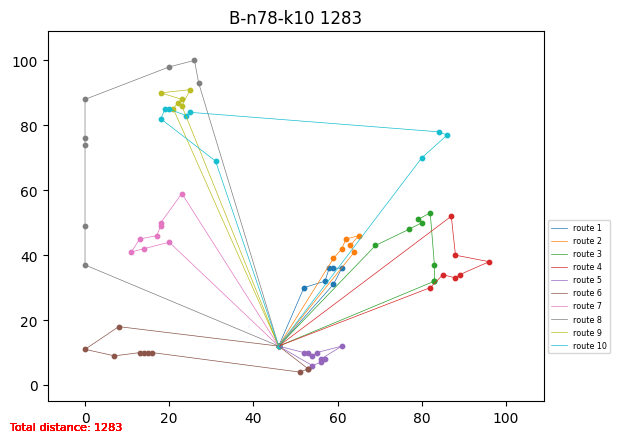 B-n78-k10 1283
100
80
60
40
20
0
0 20 40 60 80 100
route 1
route 2
route 3
route 4
route 5
route 6
route 7
route 8
route 9
route 10
Total distance: 1283